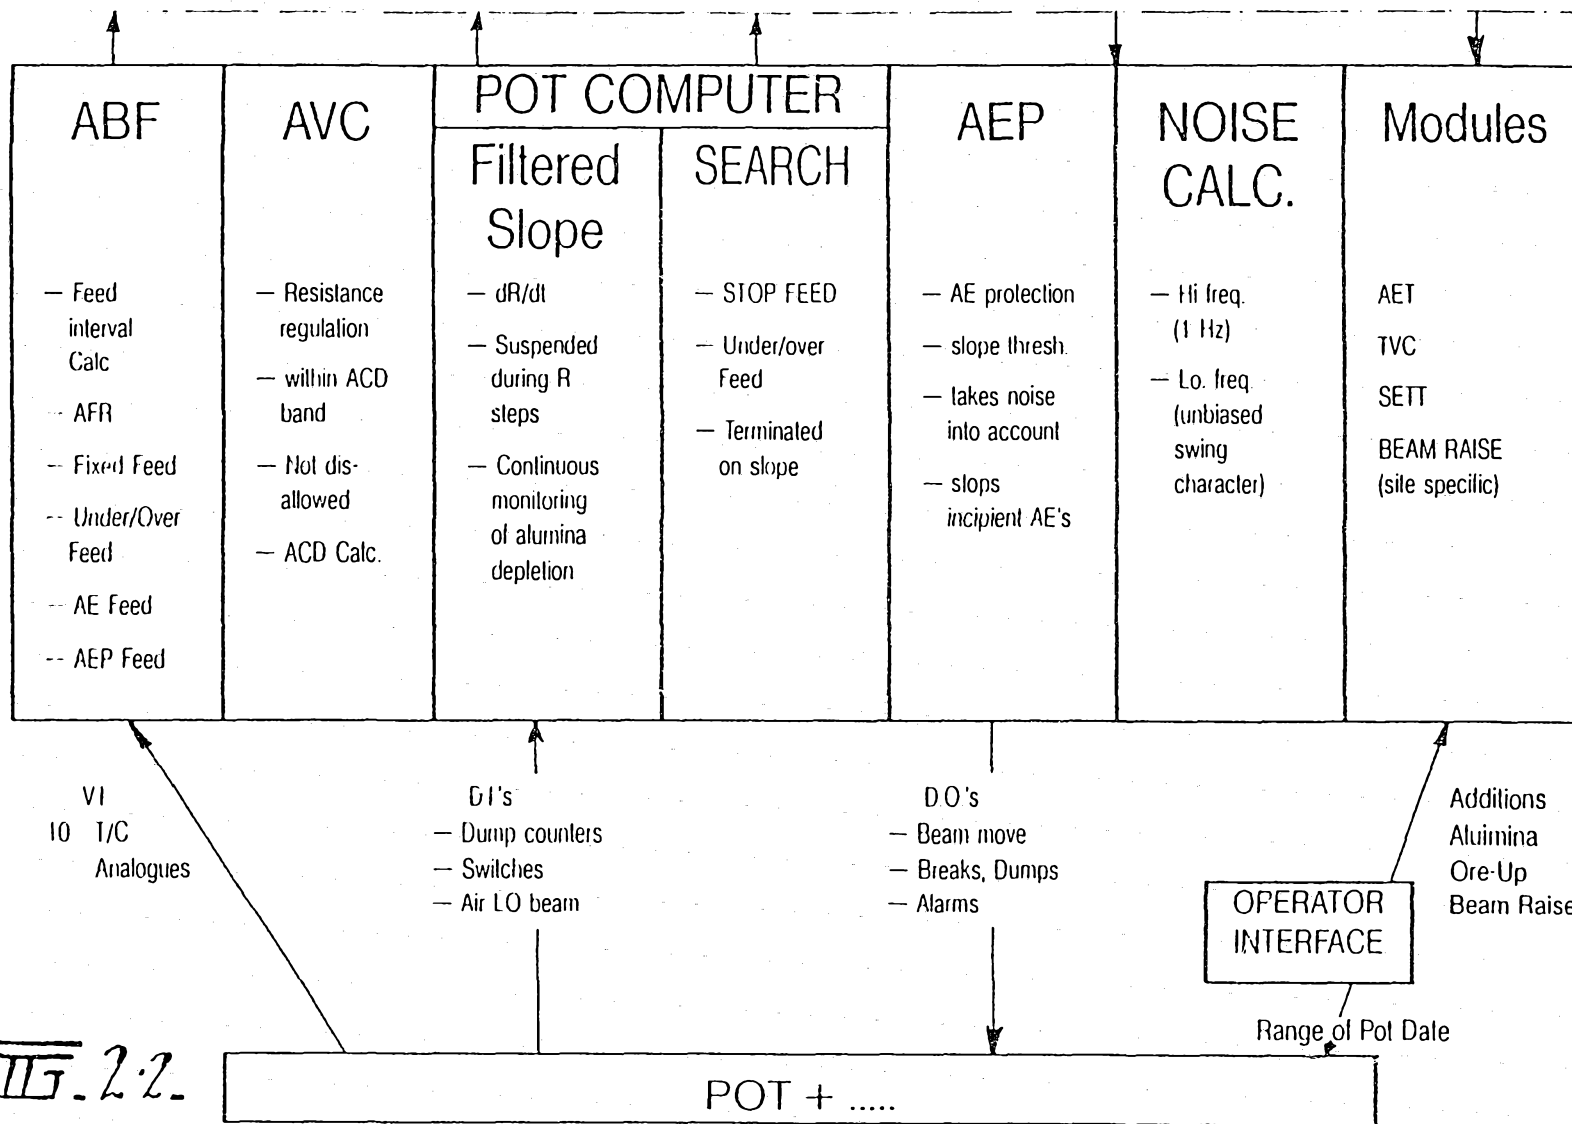 POT COMPUTER
ABF
— Feed
interval
Calc
-- AFR
-- Fixed Feed
-- Under/Over
Feed
-- AE Feed
-- AEP Feed
AVC
— Resistance
regulation
— within ACD
band
— Not dis-
allowed
— ACD Calc.
Filtered
Slope
— dR/dt
— Suspended
during R
steps
— Continuous
monitoring
of alumina
depletion
SEARCH
— STOP FEED
— Under/over
Feed
— Terminated
on slope
AEP
— AE protection
— slope thresh.
— takes noise
into account
— stops
incipient AE's
NOISE
CALC.
— Hi freq.
(1 Hz)
— Lo. freq.
(unbiased
swing
character)
Modules
AET
TVC
SETT
BEAM RAISE
(site specific)
VI
10 T/C
Analogues
DI's
— Dump counters
— Switches
— Air LO beam
D.O.'s
— Beam move
— Breaks, Dumps
— Alarms
OPERATOR
INTERFACE
Additions
Aluimina
Ore-Up
Beam Raise
Range of Pot Date
POT + .....
FIG. 2.2.